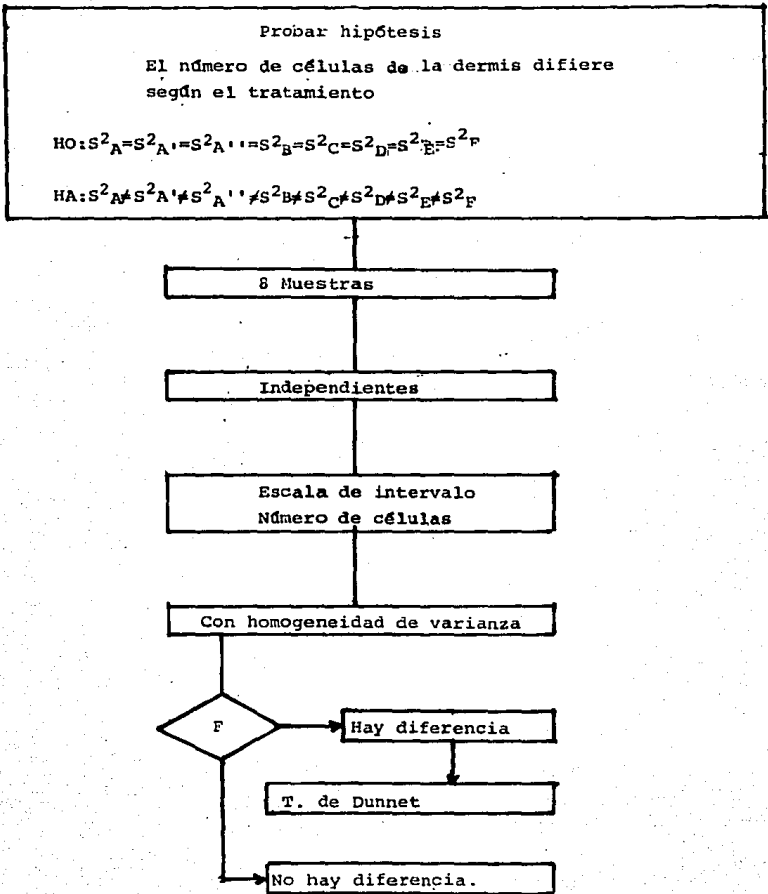 Probar hipótesis
El número de células de la dermis difiere
según el tratamiento
HO:S²A=S²A'=S²A''=S²B=S²C=S²D=S²E=S²F
HA:S²A≠S²A'≠S²A''≠S²B≠S²C≠S²D≠S²E≠S²F
8 Muestras
Independientes
Escala de intervalo
Número de células
Con homogeneidad de varianza
F
Hay diferencia
T. de Dunnet
No hay diferencia.